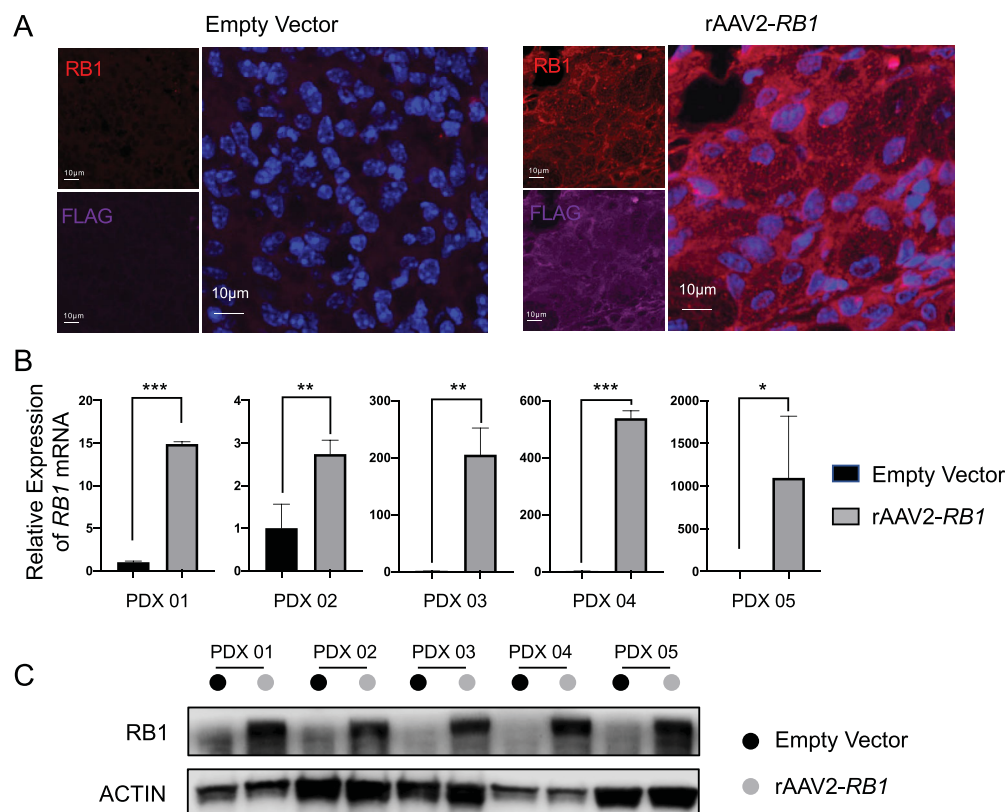 A
Empty Vector
rAAV2-RB1
RB1
10µm
FLAG
10µm
10µm
RB1
10µm
FLAG
10µm
10µm
B
Relative Expression
of RB1 mRNA
20
15
10
5
0
***
PDX 01
4
3
2
1
0
**
PDX 02
300
200
100
0
**
PDX 03
600
400
200
0
***
PDX 04
2000
1500
1000
500
0
*
PDX 05
Empty Vector
rAAV2-RB1
C
PDX 01 PDX 02 PDX 03 PDX 04 PDX 05
RB1
ACTIN
Empty Vector
rAAV2-RB1